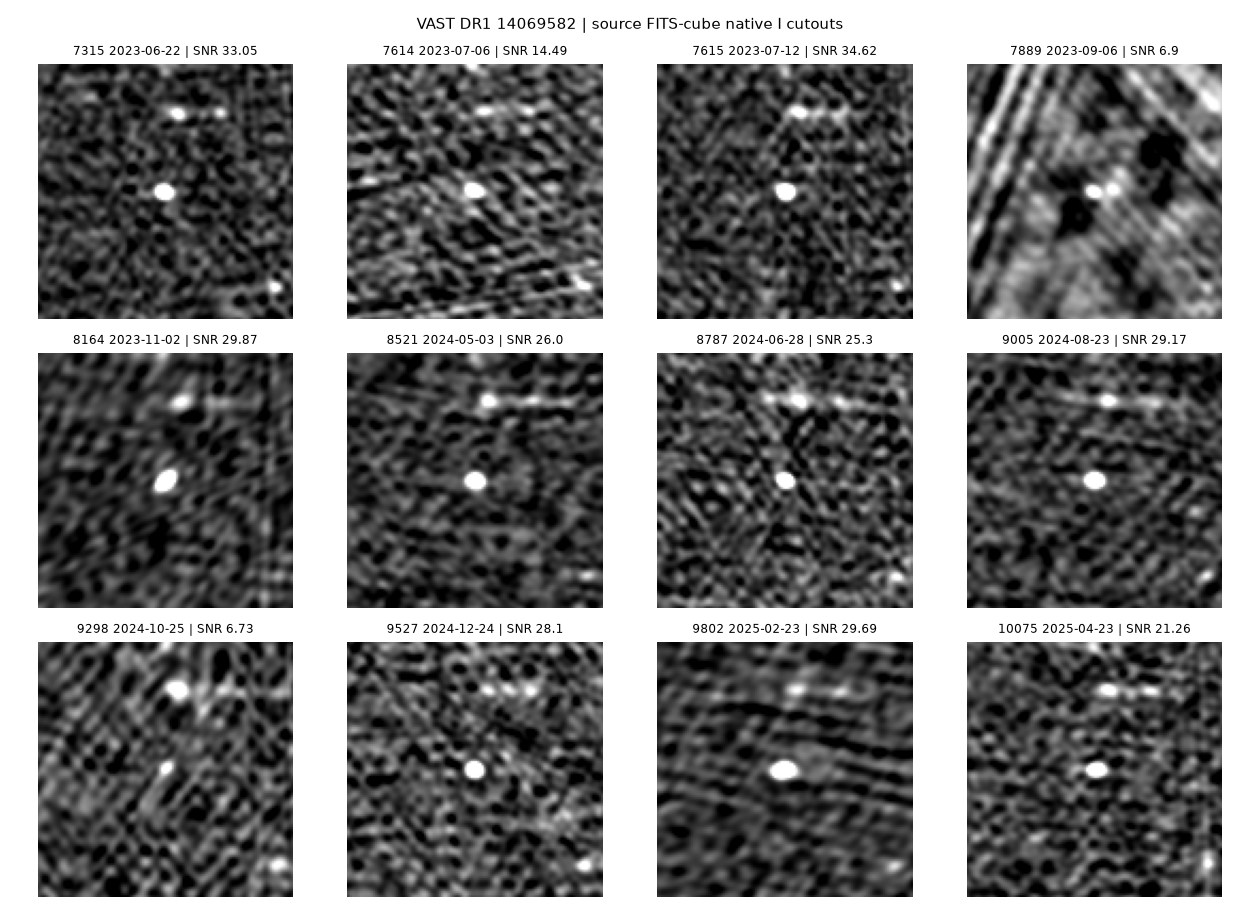 VAST DR1 14069582 | source FITS-cube native I cutouts
7315 2023-06-22 | SNR 33.05
7614 2023-07-06 | SNR 14.49
7615 2023-07-12 | SNR 34.62
7889 2023-09-06 | SNR 6.9
8164 2023-11-02 | SNR 29.87
8521 2024-05-03 | SNR 26.0
8787 2024-06-28 | SNR 25.3
9005 2024-08-23 | SNR 29.17
9298 2024-10-25 | SNR 6.73
9527 2024-12-24 | SNR 28.1
9802 2025-02-23 | SNR 29.69
10075 2025-04-23 | SNR 21.26